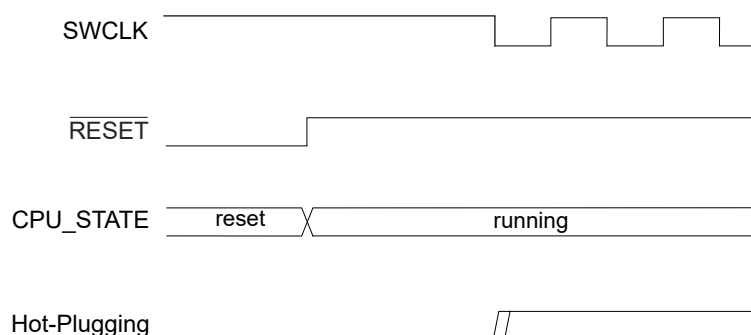 SWCLK
RESET
CPU_STATE
reset
running
Hot-Plugging